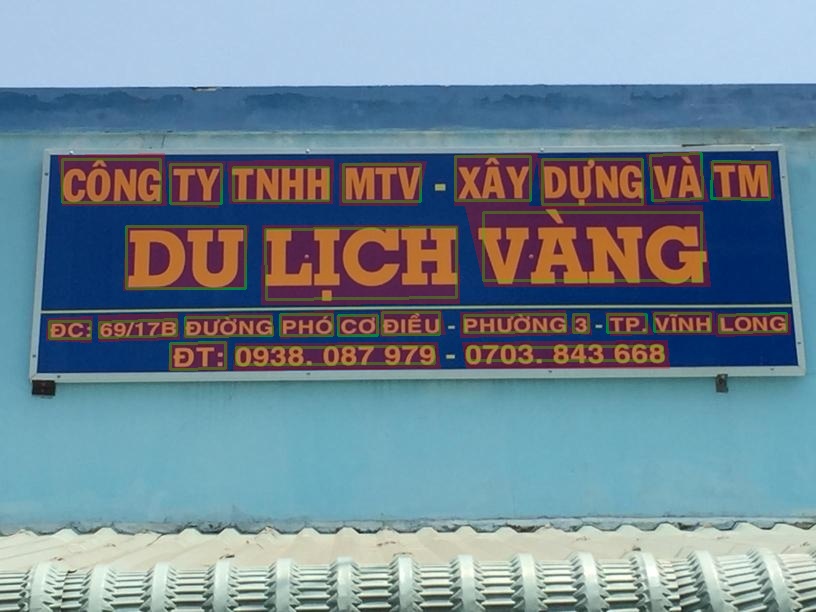 CÔNG TY TNHH MTV - XÂY DỰNG VÀ TM
DU LỊCH VÀNG
ĐC: 69/17B ĐƯỜNG PHÓ CƠ ĐIỀU - PHƯỜNG 3 - TP. VĨNH LONG
ĐT: 0938. 087 979 - 0703. 843 668